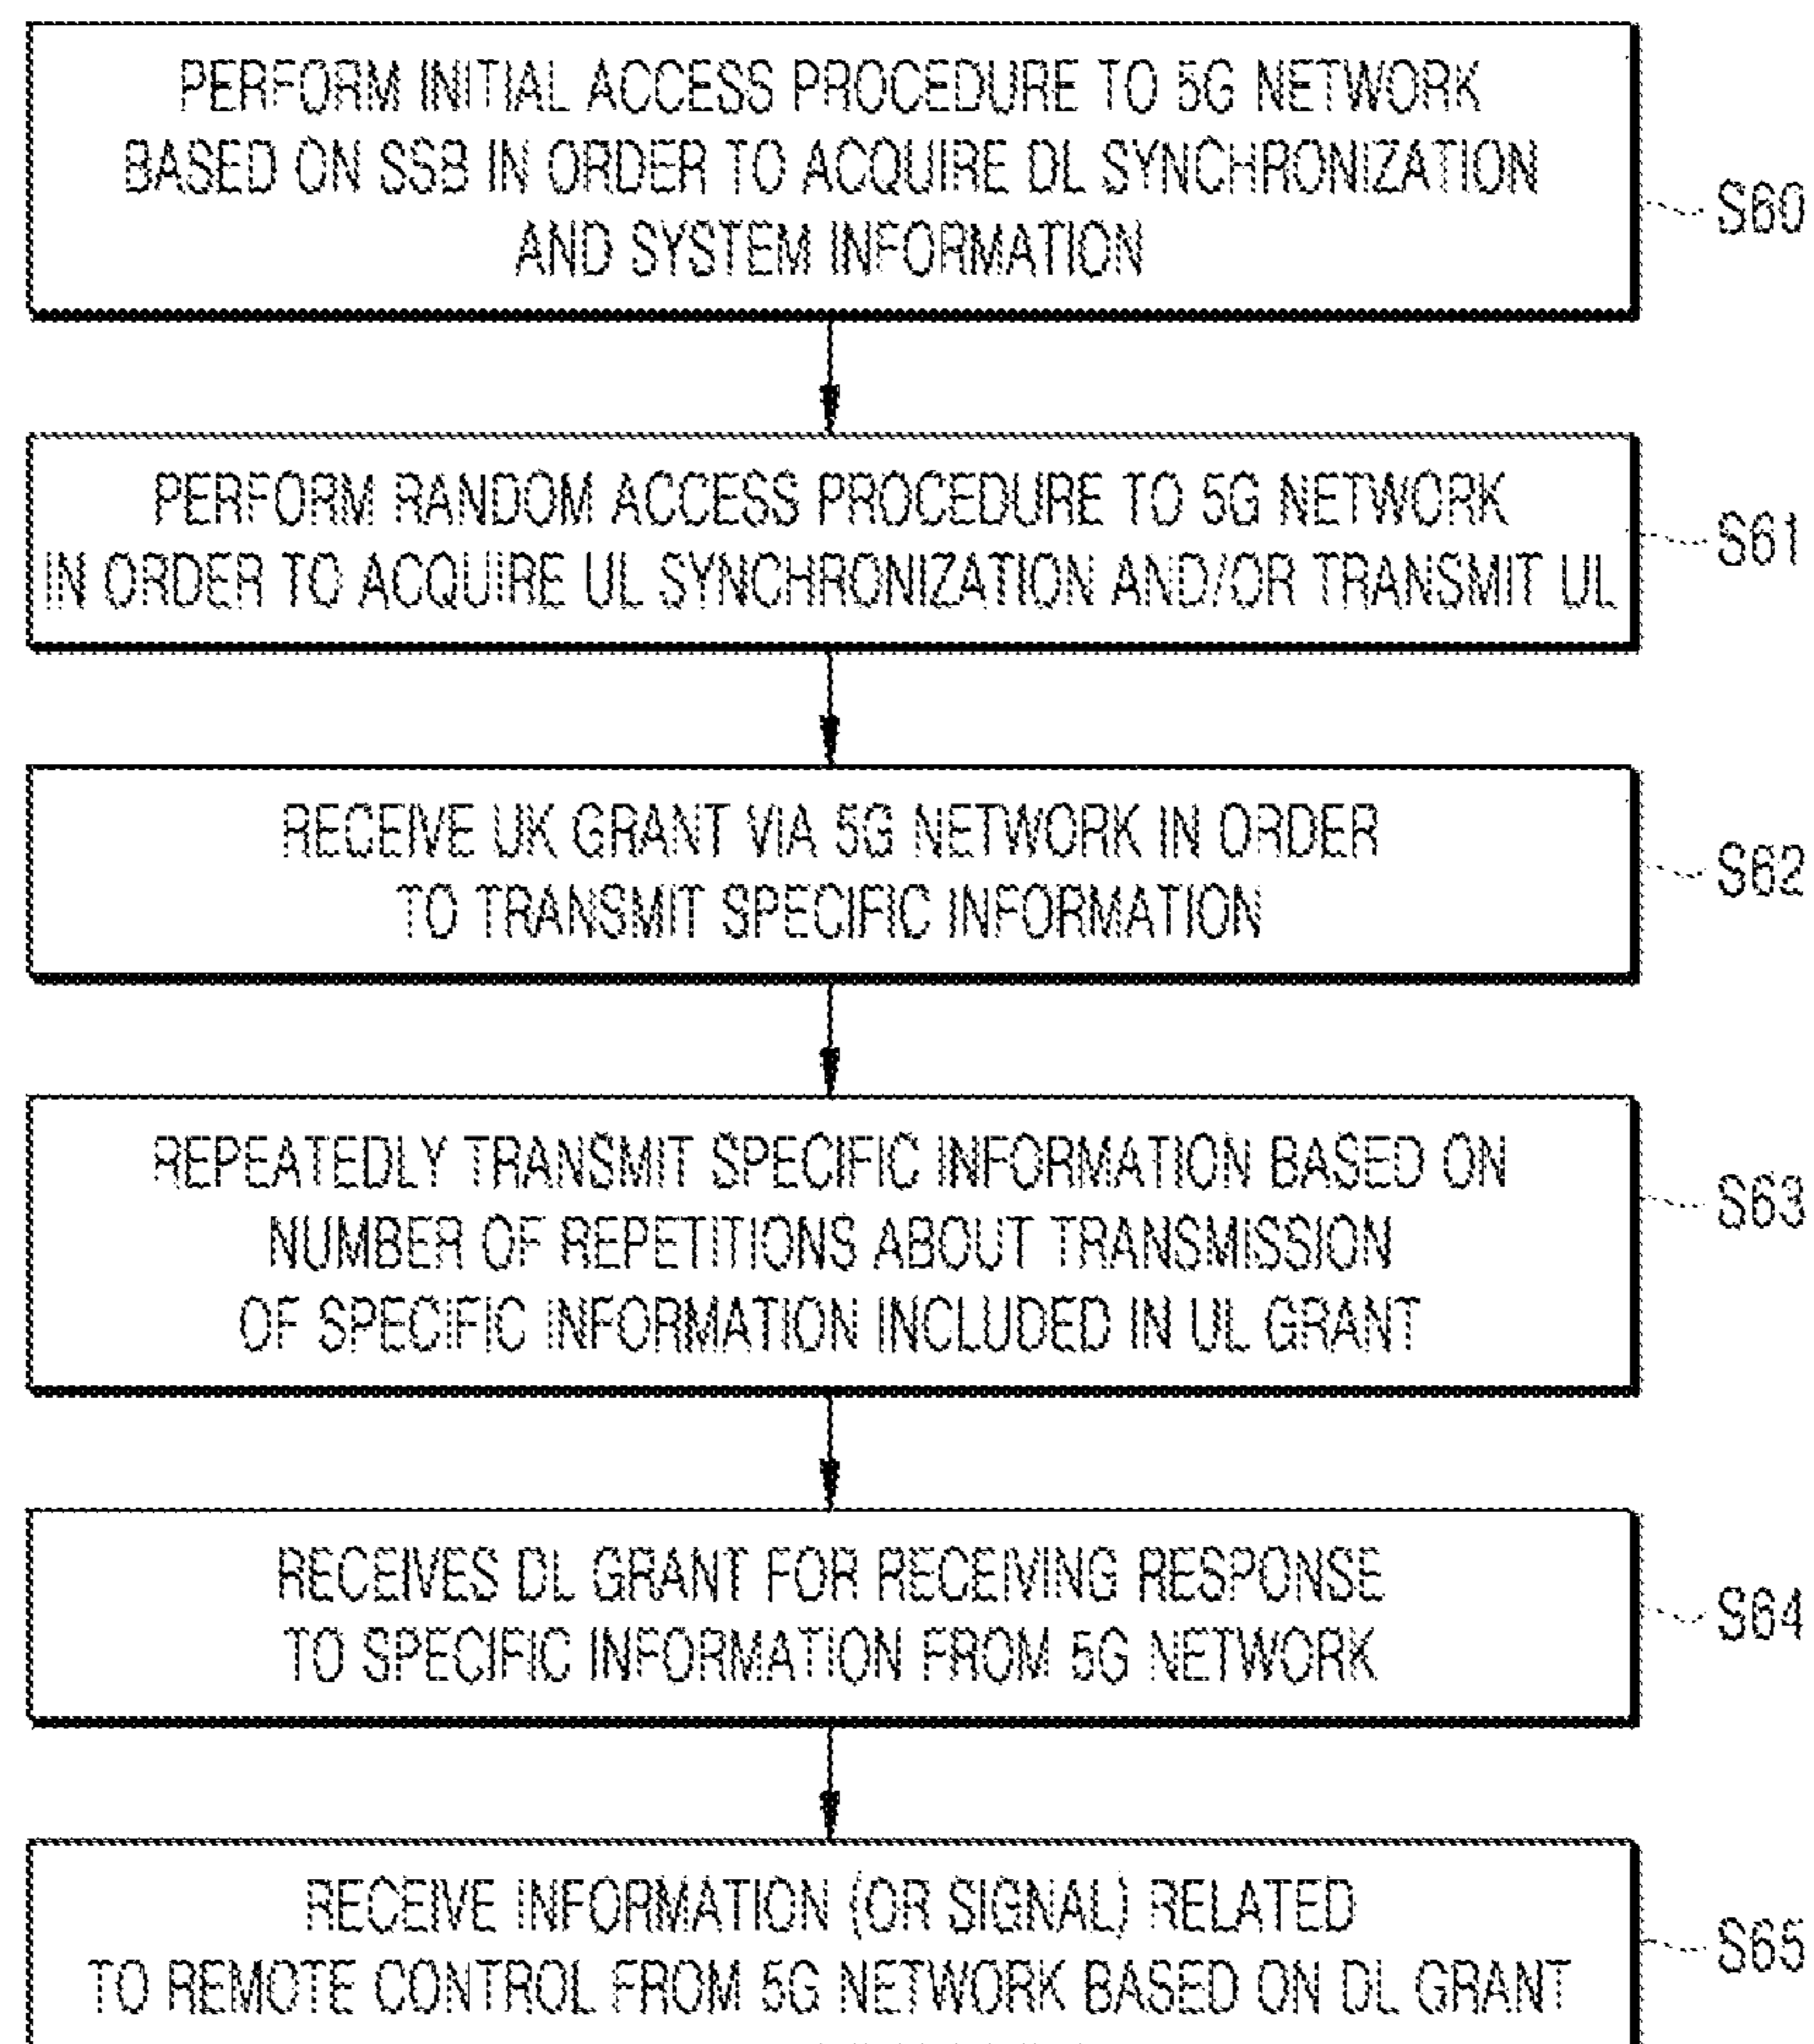 PERFORM INITIAL ACCESS PROCEDURE TO 5G NETWORK
BASED ON SSB IN ORDER TO ACQUIRE DL SYNCHRONIZATION
AND SYSTEM INFORMATION
S60
PERFORM RANDOM ACCESS PROCEDURE TO 5G NETWORK
IN ORDER TO ACQUIRE UL SYNCHRONIZATION AND/OR TRANSMIT UL
S61
RECEIVE UK GRANT VIA 5G NETWORK IN ORDER
TO TRANSMIT SPECIFIC INFORMATION
S62
REPEATEDLY TRANSMIT SPECIFIC INFORMATION BASED ON
NUMBER OF REPETITIONS ABOUT TRANSMISSION
OF SPECIFIC INFORMATION INCLUDED IN UL GRANT
S63
RECEIVES DL GRANT FOR RECEIVING RESPONSE
TO SPECIFIC INFORMATION FROM 5G NETWORK
S64
RECEIVE INFORMATION (OR SIGNAL) RELATED
TO REMOTE CONTROL FROM 5G NETWORK BASED ON DL GRANT
S65